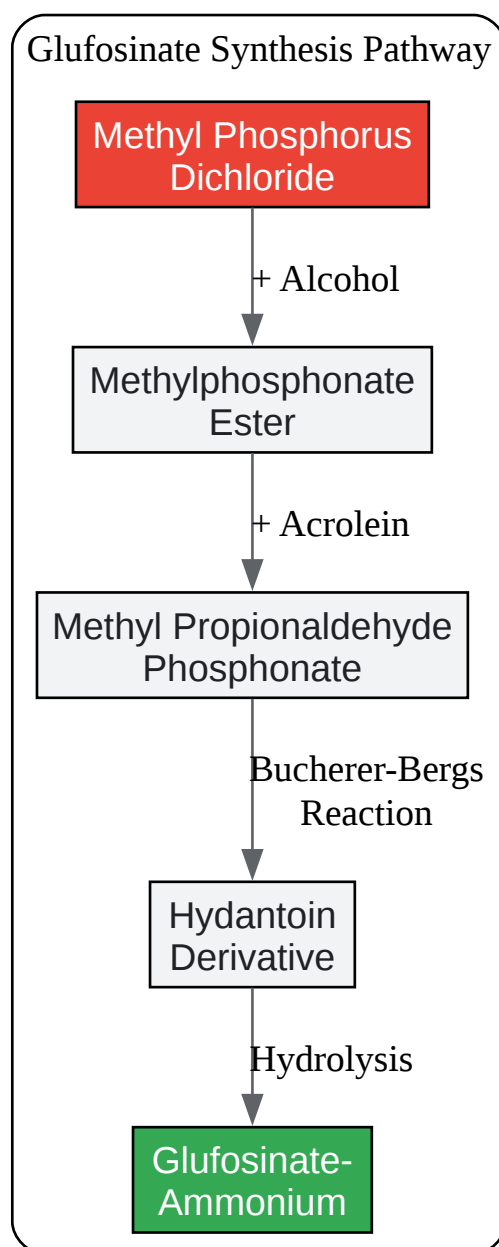 Glufosinate Synthesis Pathway
Methyl Phosphorus
Dichloride
+ Alcohol
Methylphosphonate
Ester
+ Acrolein
Methyl Propionaldehyde
Phosphonate
Bucherer-Bergs
Reaction
Hydantoin
Derivative
Hydrolysis
Glufosinate-
Ammonium